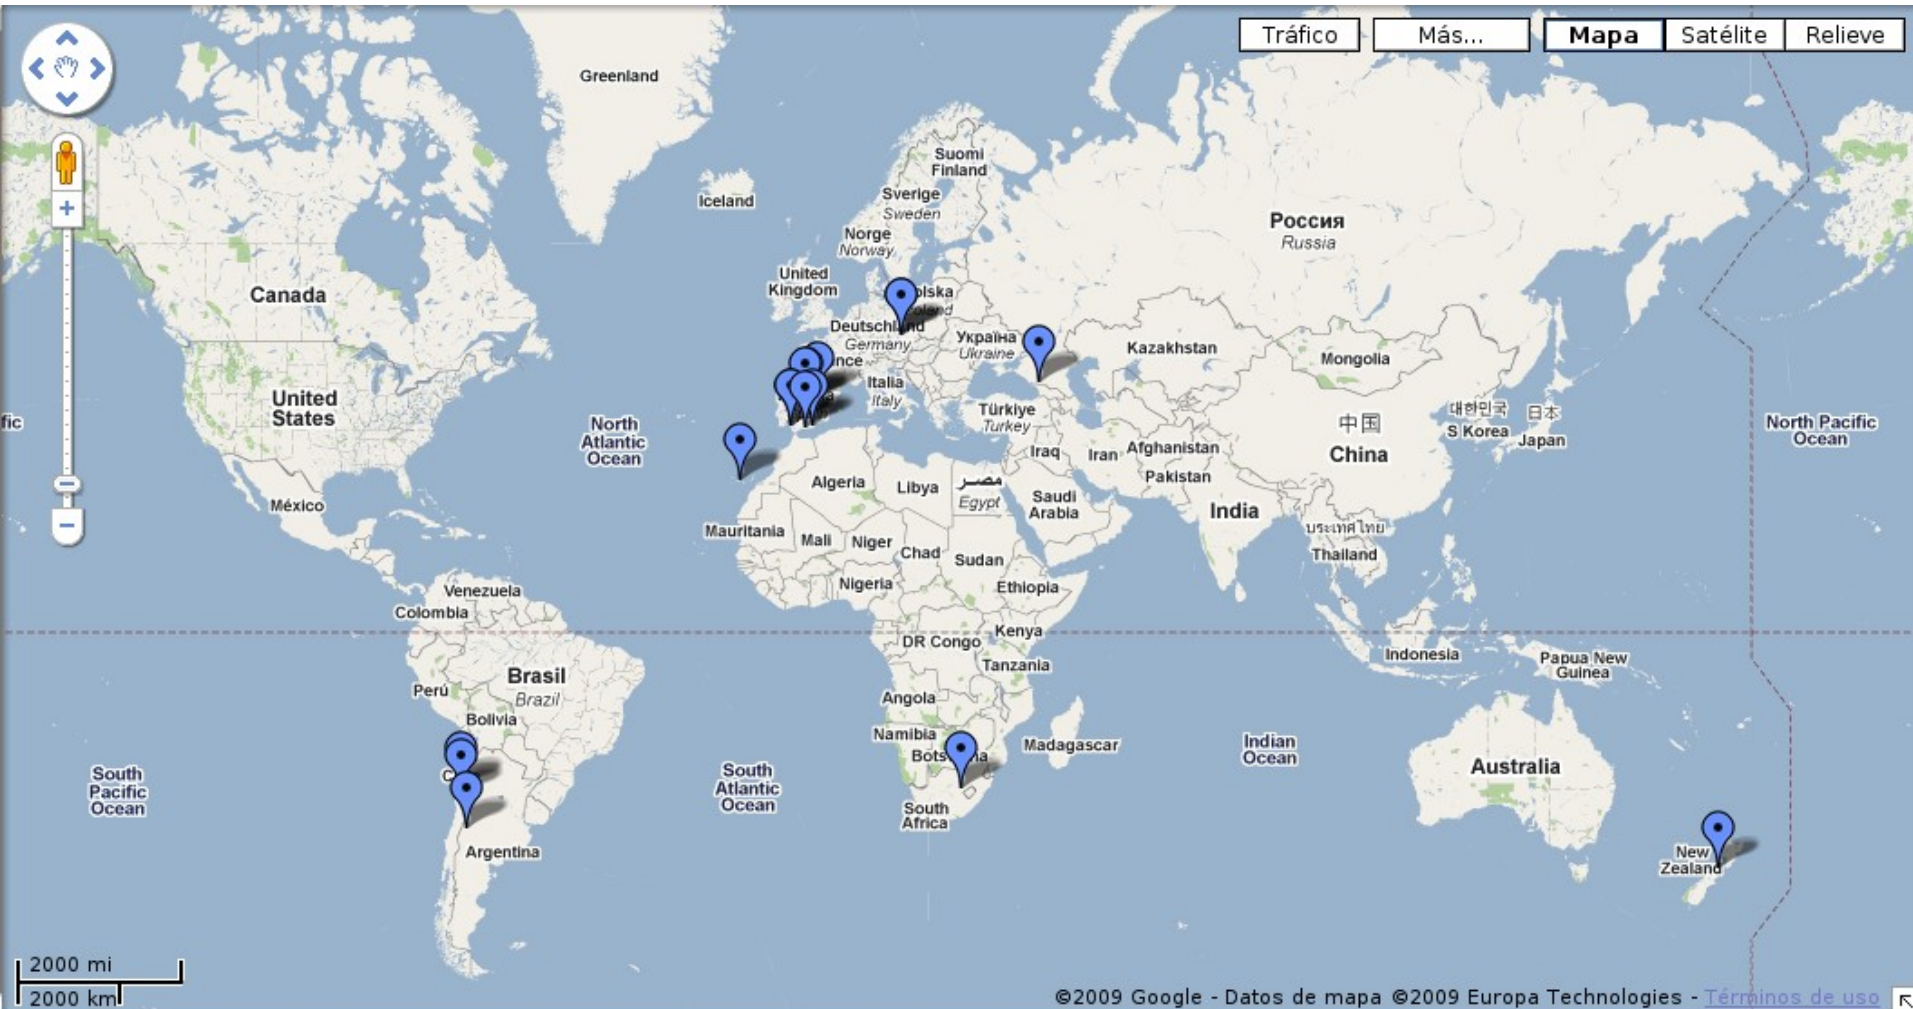 Tráfico
Más...
Mapa
Satélite
Relieve
Greenland
Iceland
Suomi
Finland
Sverige
Sweden
Norge
Norway
Россия
Russia
United
Kingdom
Canada
Deutschland
Germany
Україна
Ukraine
Kazakhstan
Mongolia
Italia
Italy
Türkiye
Turkey
United
States
North
Atlantic
Ocean
中国
China
대한민국
S Korea
日本
Japan
North Pacific
Ocean
fic
Iraq
Iran
Afghanistan
Pakistan
Algeria
Libya
مصر
Egypt
Saudi
Arabia
India
México
Mauritania
Mali
Niger
Chad
Sudan
ประเทศไทย
Thailand
Nigeria
Ethiopia
Venezuela
Colombia
DR Congo
Kenya
Tanzania
Indonesia
Papua New
Guinea
Brasil
Brazil
Perú
Bolivia
Angola
Namibia
Madagascar
Indian
Ocean
South
Pacific
Ocean
South
Atlantic
Ocean
Australia
South
Africa
Argentina
New
Zealand
2000 mi
2000 km
©2009 Google - Datos de mapa ©2009 Europa Technologies - Términos de uso